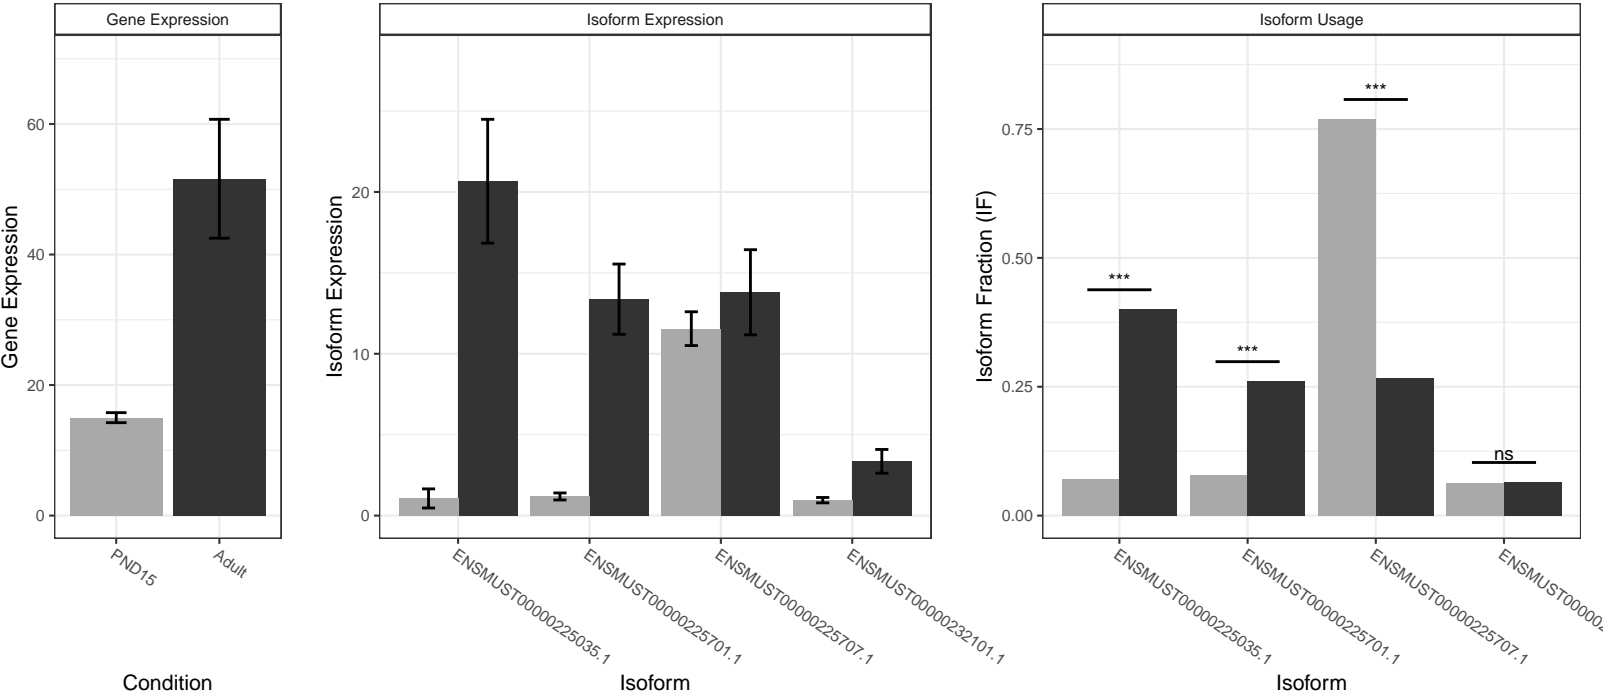 Gene Expression
Gene Expression
60
40
20
0
PND15
Adult
Condition
Isoform Expression
Isoform Expression
20
10
0
ENSMUST00000225035.1
ENSMUST00000225701.1
ENSMUST00000225707.1
ENSMUST00000232101.1
Isoform
Isoform Usage
Isoform Fraction (IF)
0.75
0.50
0.25
0.00
***
***
***
ns
ENSMUST00000225035.1
ENSMUST00000225701.1
ENSMUST00000225707.1
Isoform